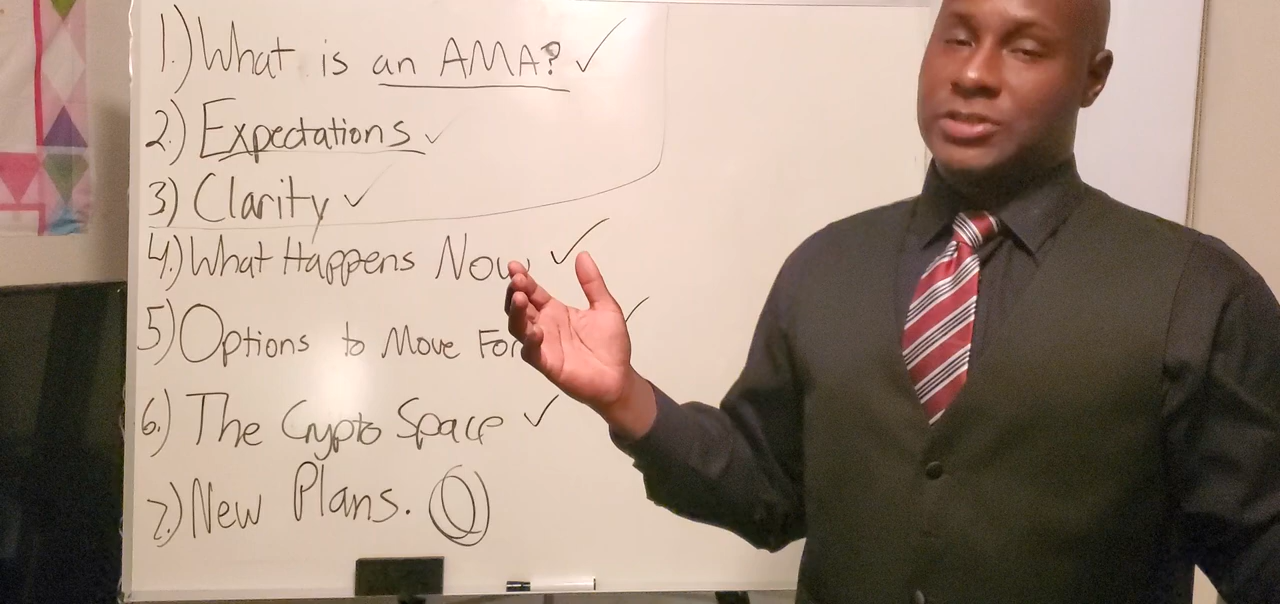 1.) What is an AMA? ✓
2.) Expectations ✓
3) Clarity ✓
4.) What Happens Now ✓
5) Options to Move For ✓
6.) The Crypto Space ✓
7.) New Plans.